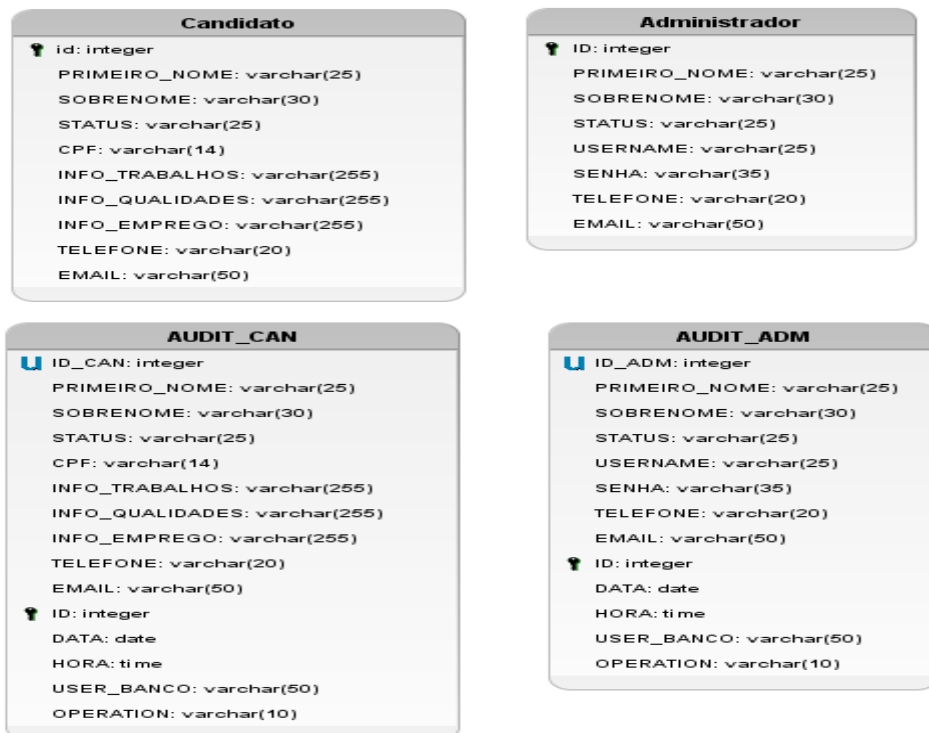 Candidato
id: integer
PRIMEIRO_NOME: varchar(25)
SOBRENOME: varchar(30)
STATUS: varchar(25)
CPF: varchar(14)
INFO_TRABALHOS: varchar(255)
INFO_QUALIDADES: varchar(255)
INFO_EMPREGO: varchar(255)
TELEFONE: varchar(20)
EMAIL: varchar(50)
Administrador
ID: integer
PRIMEIRO_NOME: varchar(25)
SOBRENOME: varchar(30)
STATUS: varchar(25)
USERNAME: varchar(25)
SENHA: varchar(35)
TELEFONE: varchar(20)
EMAIL: varchar(50)
AUDIT_CAN
U ID_CAN: integer
PRIMEIRO_NOME: varchar(25)
SOBRENOME: varchar(30)
STATUS: varchar(25)
CPF: varchar(14)
INFO_TRABALHOS: varchar(255)
INFO_QUALIDADES: varchar(255)
INFO_EMPREGO: varchar(255)
TELEFONE: varchar(20)
EMAIL: varchar(50)
ID: integer
DATA: date
HORA: time
USER_BANCO: varchar(50)
OPERATION: varchar(10)
AUDIT_ADM
U ID_ADM: integer
PRIMEIRO_NOME: varchar(25)
SOBRENOME: varchar(30)
STATUS: varchar(25)
USERNAME: varchar(25)
SENHA: varchar(35)
TELEFONE: varchar(20)
EMAIL: varchar(50)
ID: integer
DATA: date
HORA: time
USER_BANCO: varchar(50)
OPERATION: varchar(10)